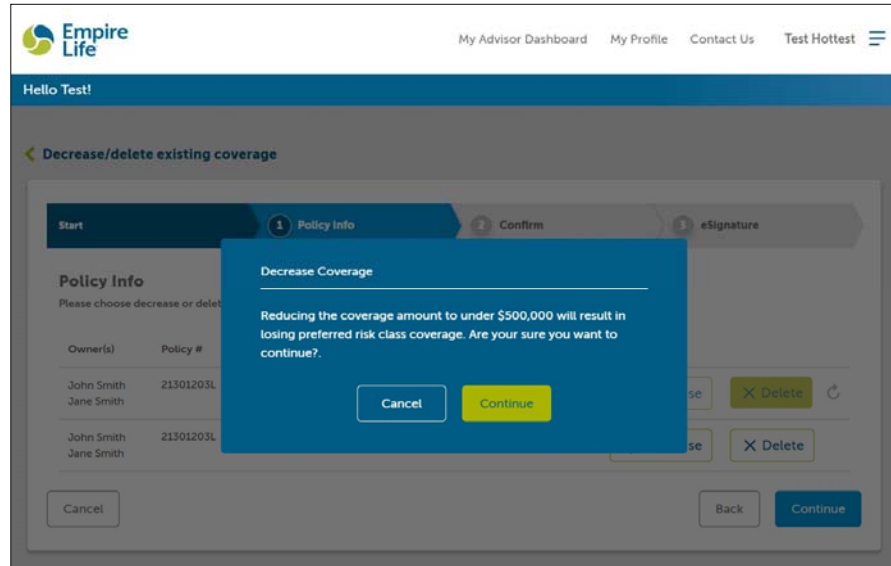 Empire
Life
My Advisor Dashboard My Profile Contact Us Test Hottest
Hello Test!
Decrease/delete existing coverage
Start 1 Policy Info 2 Confirm 3 eSignature
Policy Info
Please choose decrease or delet
Decrease Coverage
Reducing the coverage amount to under $500,000 will result in
losing preferred risk class coverage. Are your sure you want to
continue?.
Cancel Continue
Owner(s) Policy #
John Smith 21301203L se Delete
Jane Smith
John Smith 21301203L se Delete
Jane Smith
Cancel Back Continue